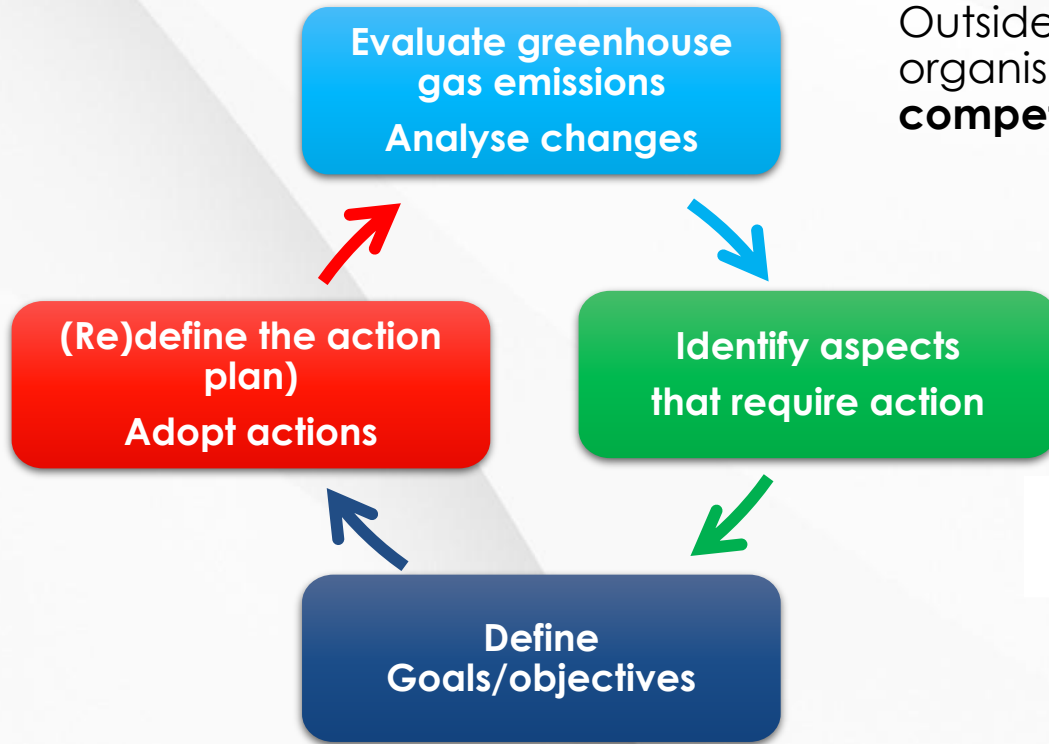 Evaluate greenhouse
gas emissions
Analyse changes
Outside
organis
compe
(Re)define the action
plan)
Adopt actions
Identify aspects
that require action
Define
Goals/objectives